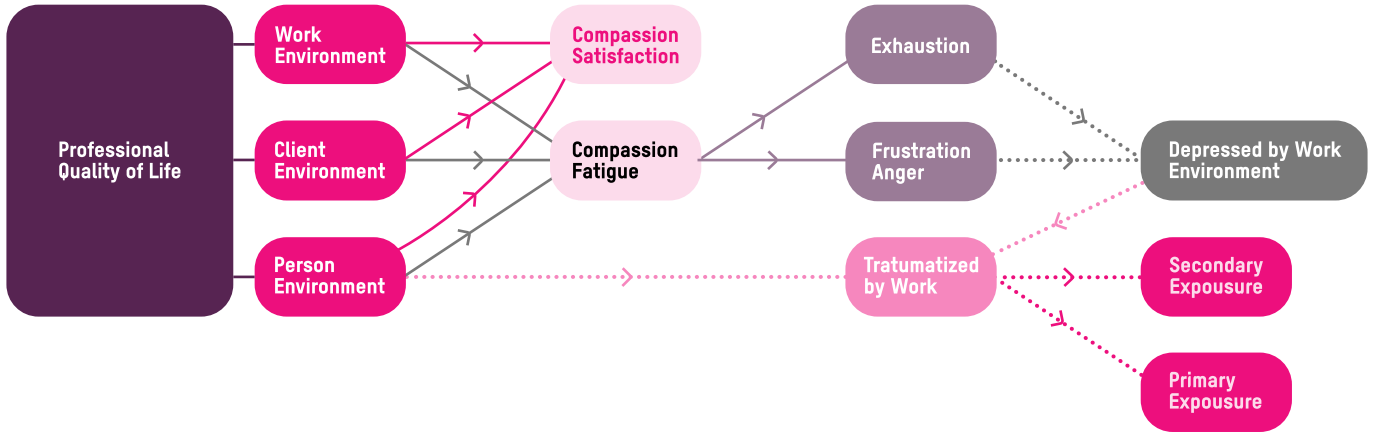 Professional
Quality of Life
Work
Environment
Client
Environment
Person
Environment
Compassion
Satisfaction
Compassion
Fatigue
Exhaustion
Frustration
Anger
Tratumatized
by Work
Depressed by Work
Environment
Secondary
Expousure
Primary
Expousure